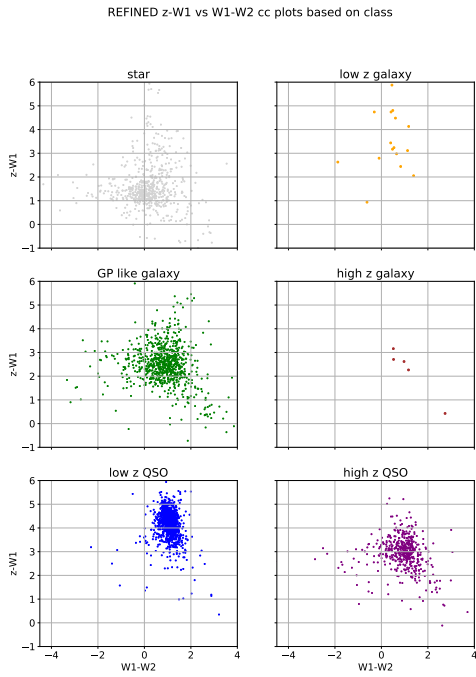 REFINED z-W1 vs W1-W2 cc plots based on class
star
low z galaxy
6
5
4
3
2
1
0
−1
z-W1
GP like galaxy
high z galaxy
6
5
4
3
2
1
0
−1
z-W1
low z QSO
high z QSO
6
5
4
3
2
1
0
−1
z-W1
−4 −2 0 2 4
−4 −2 0 2 4
W1-W2
W1-W2